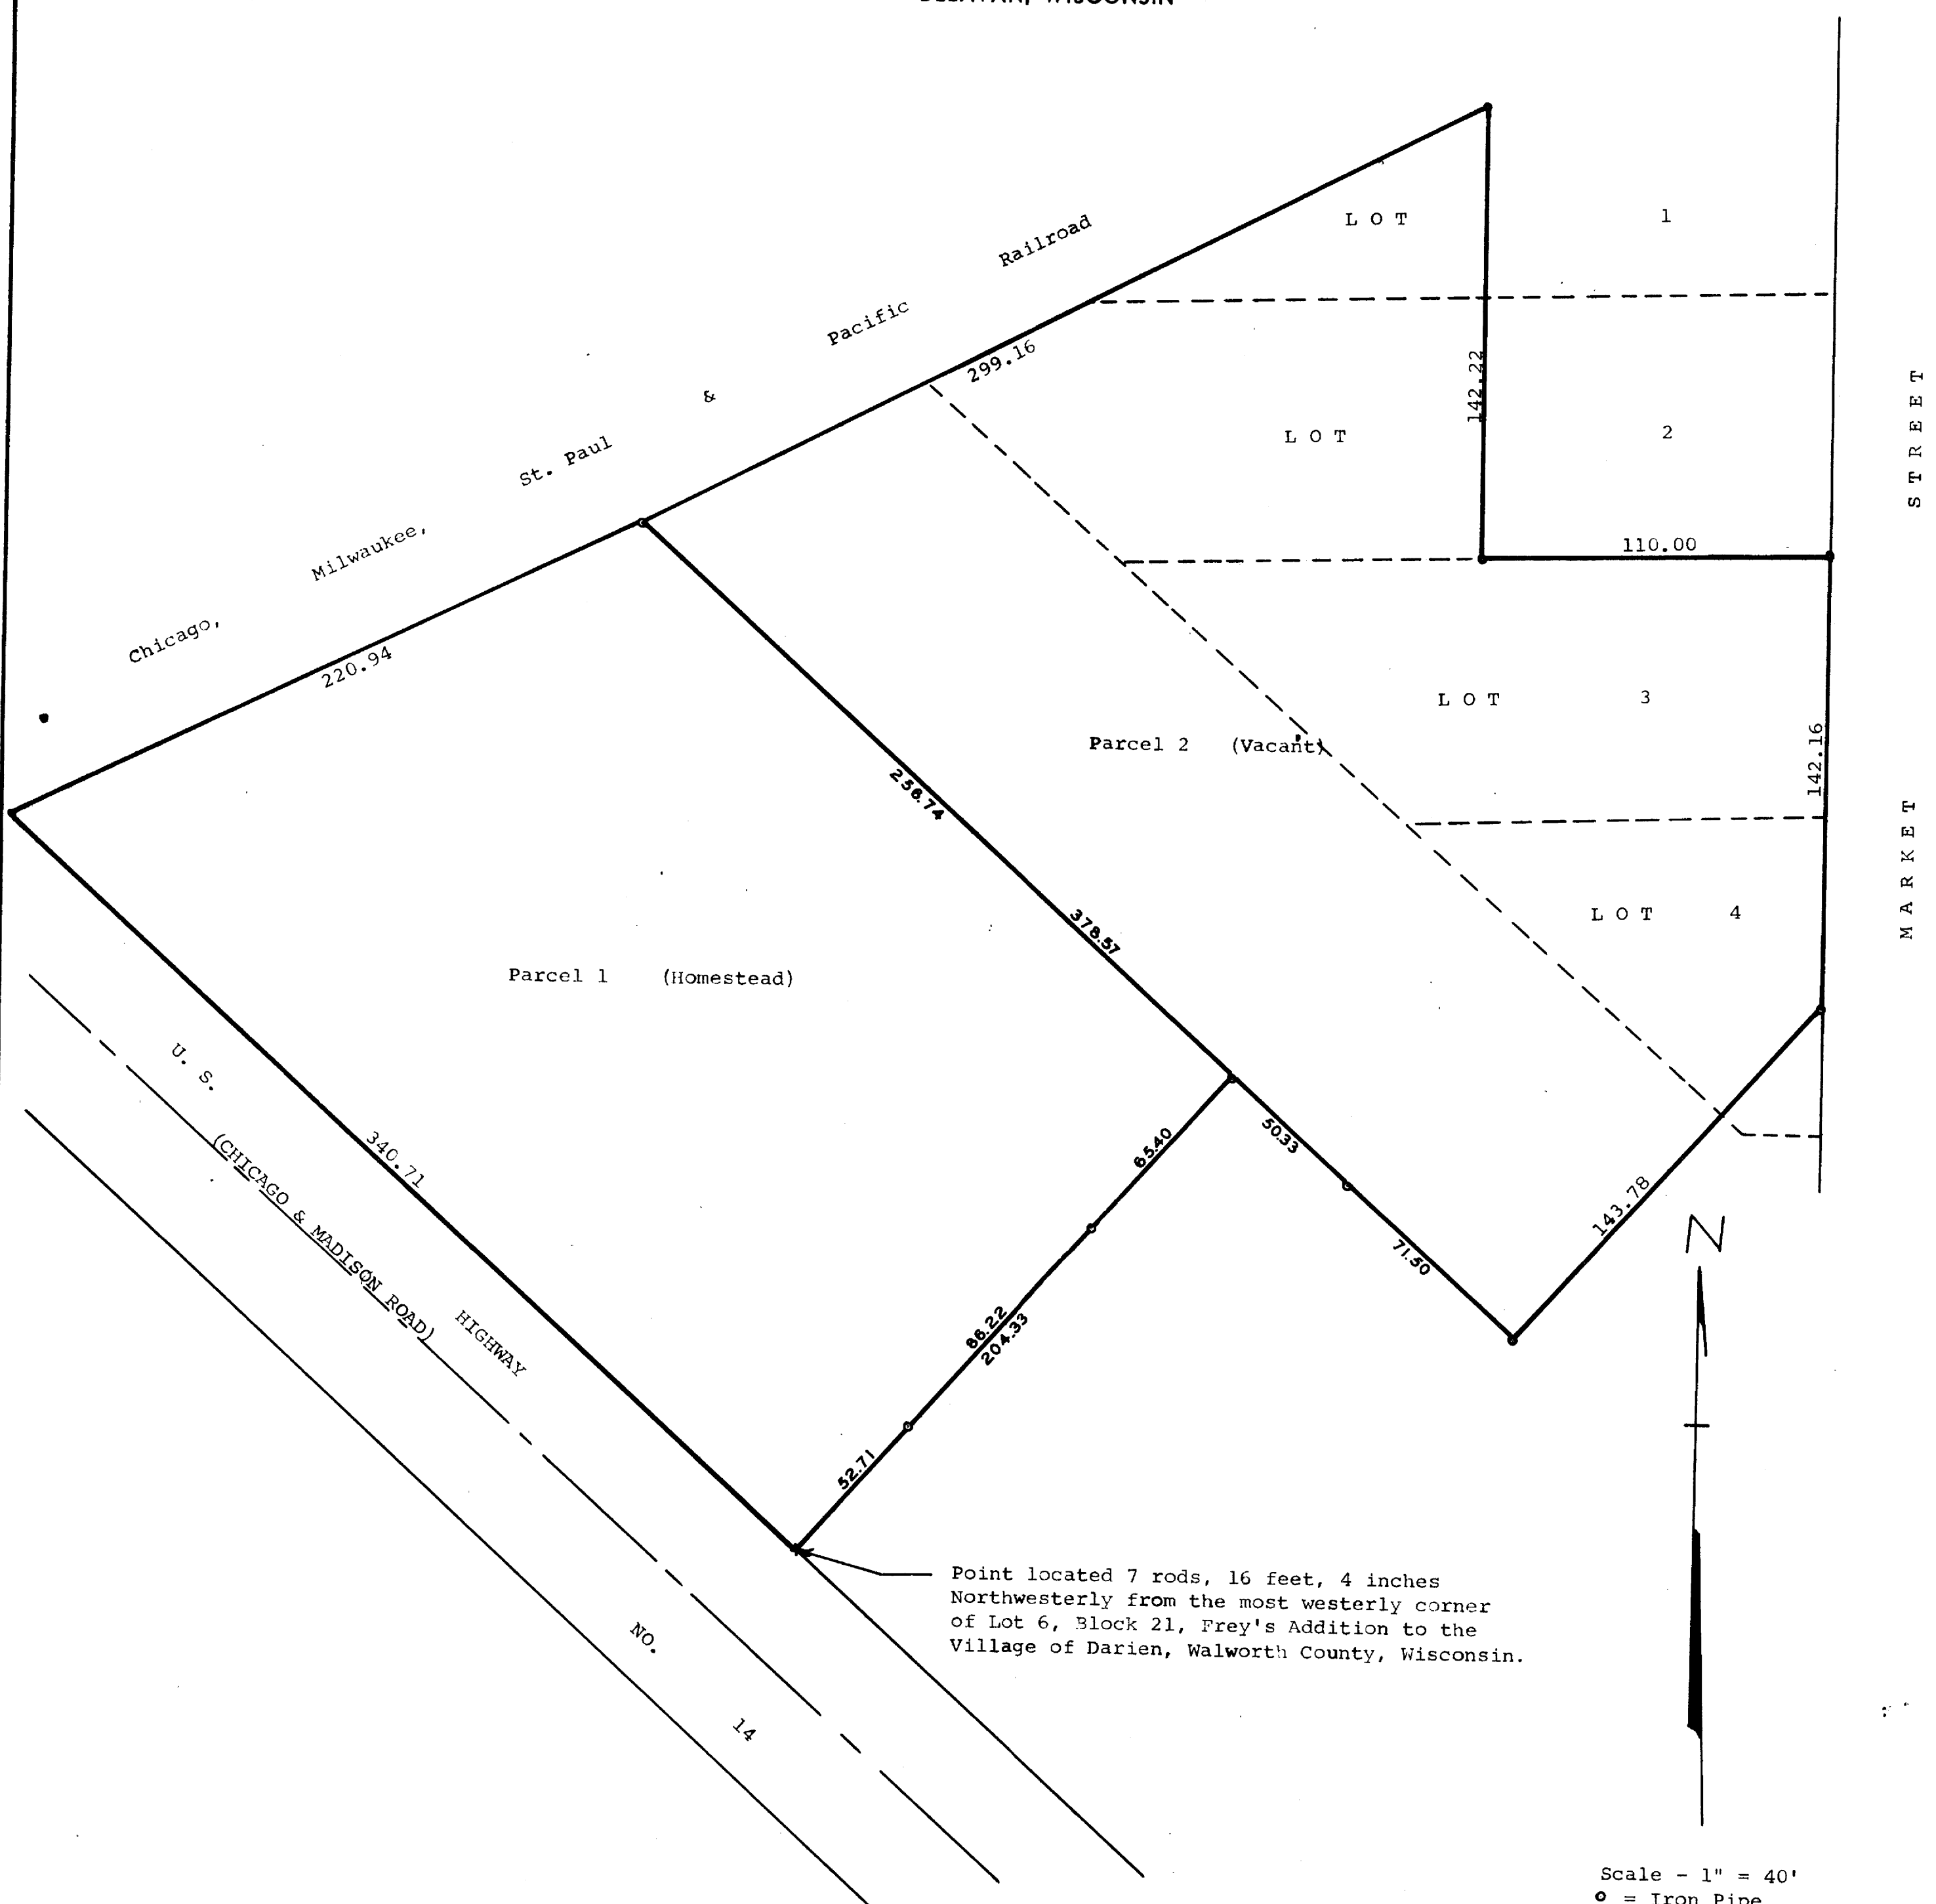 DELAVAN, WISCONSIN
Chicago, Milwaukee, St. Paul & Pacific Railroad
LOT 1
299.16
142.22
LOT 2
STREET
110.00
220.94
LOT 3
Parcel 2 (Vacant)
142.16
256.74
MARKET
378.57
LOT 4
Parcel 1 (Homestead)
U. S.
(CHICAGO & MADISON ROAD)
HIGHWAY
NO.
14
340.71
65.40
50.33
143.78
N
71.50
86.22
204.33
52.71
Point located 7 rods, 16 feet, 4 inches
Northwesterly from the most westerly corner
of Lot 6, Block 21, Frey's Addition to the
Village of Darien, Walworth County, Wisconsin.
Scale - 1" = 40'
o = Iron Pipe